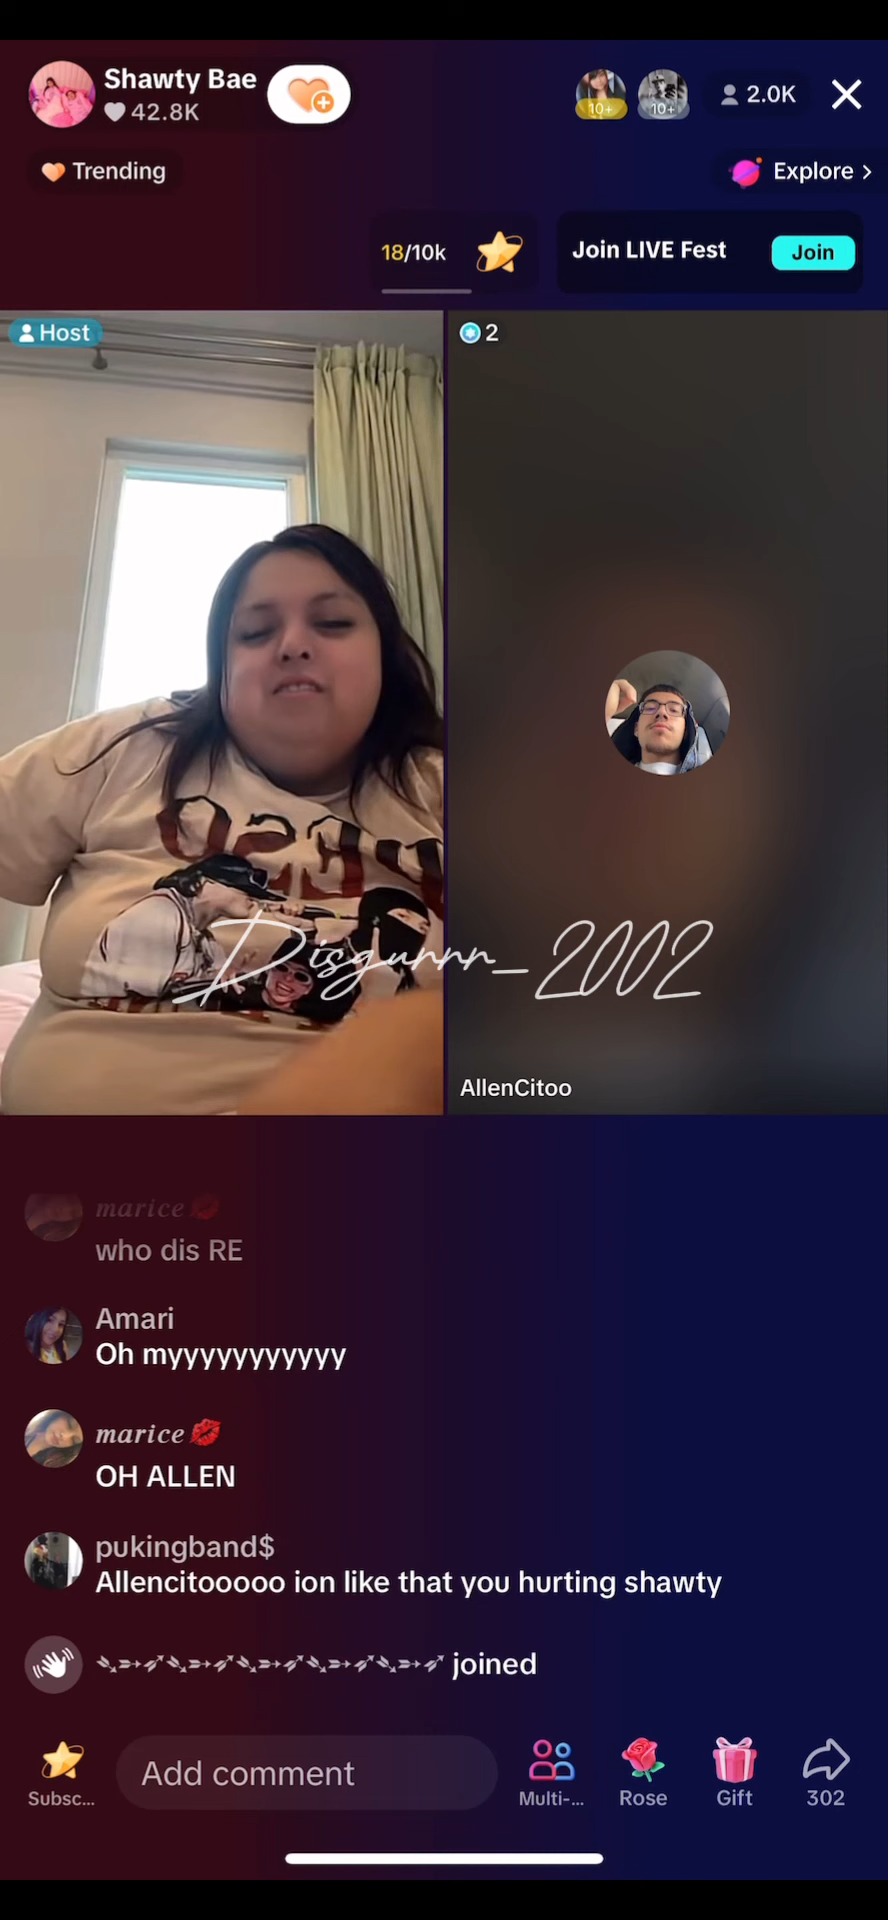 Shawty Bae
42.8K
10+
10+
2.0K
Trending
Explore >
18/10k
Join LIVE Fest
Join
Host
2
Disgunnn_2002
AllenCitoo
marice💋
who dis RE
Amari
Oh myyyyyyyyyyy
marice💋
OH ALLEN
pukingband$
Allencitooooo ion like that you hurting shawty
joined
Subsc...
Add comment
Multi-...
Rose
Gift
302